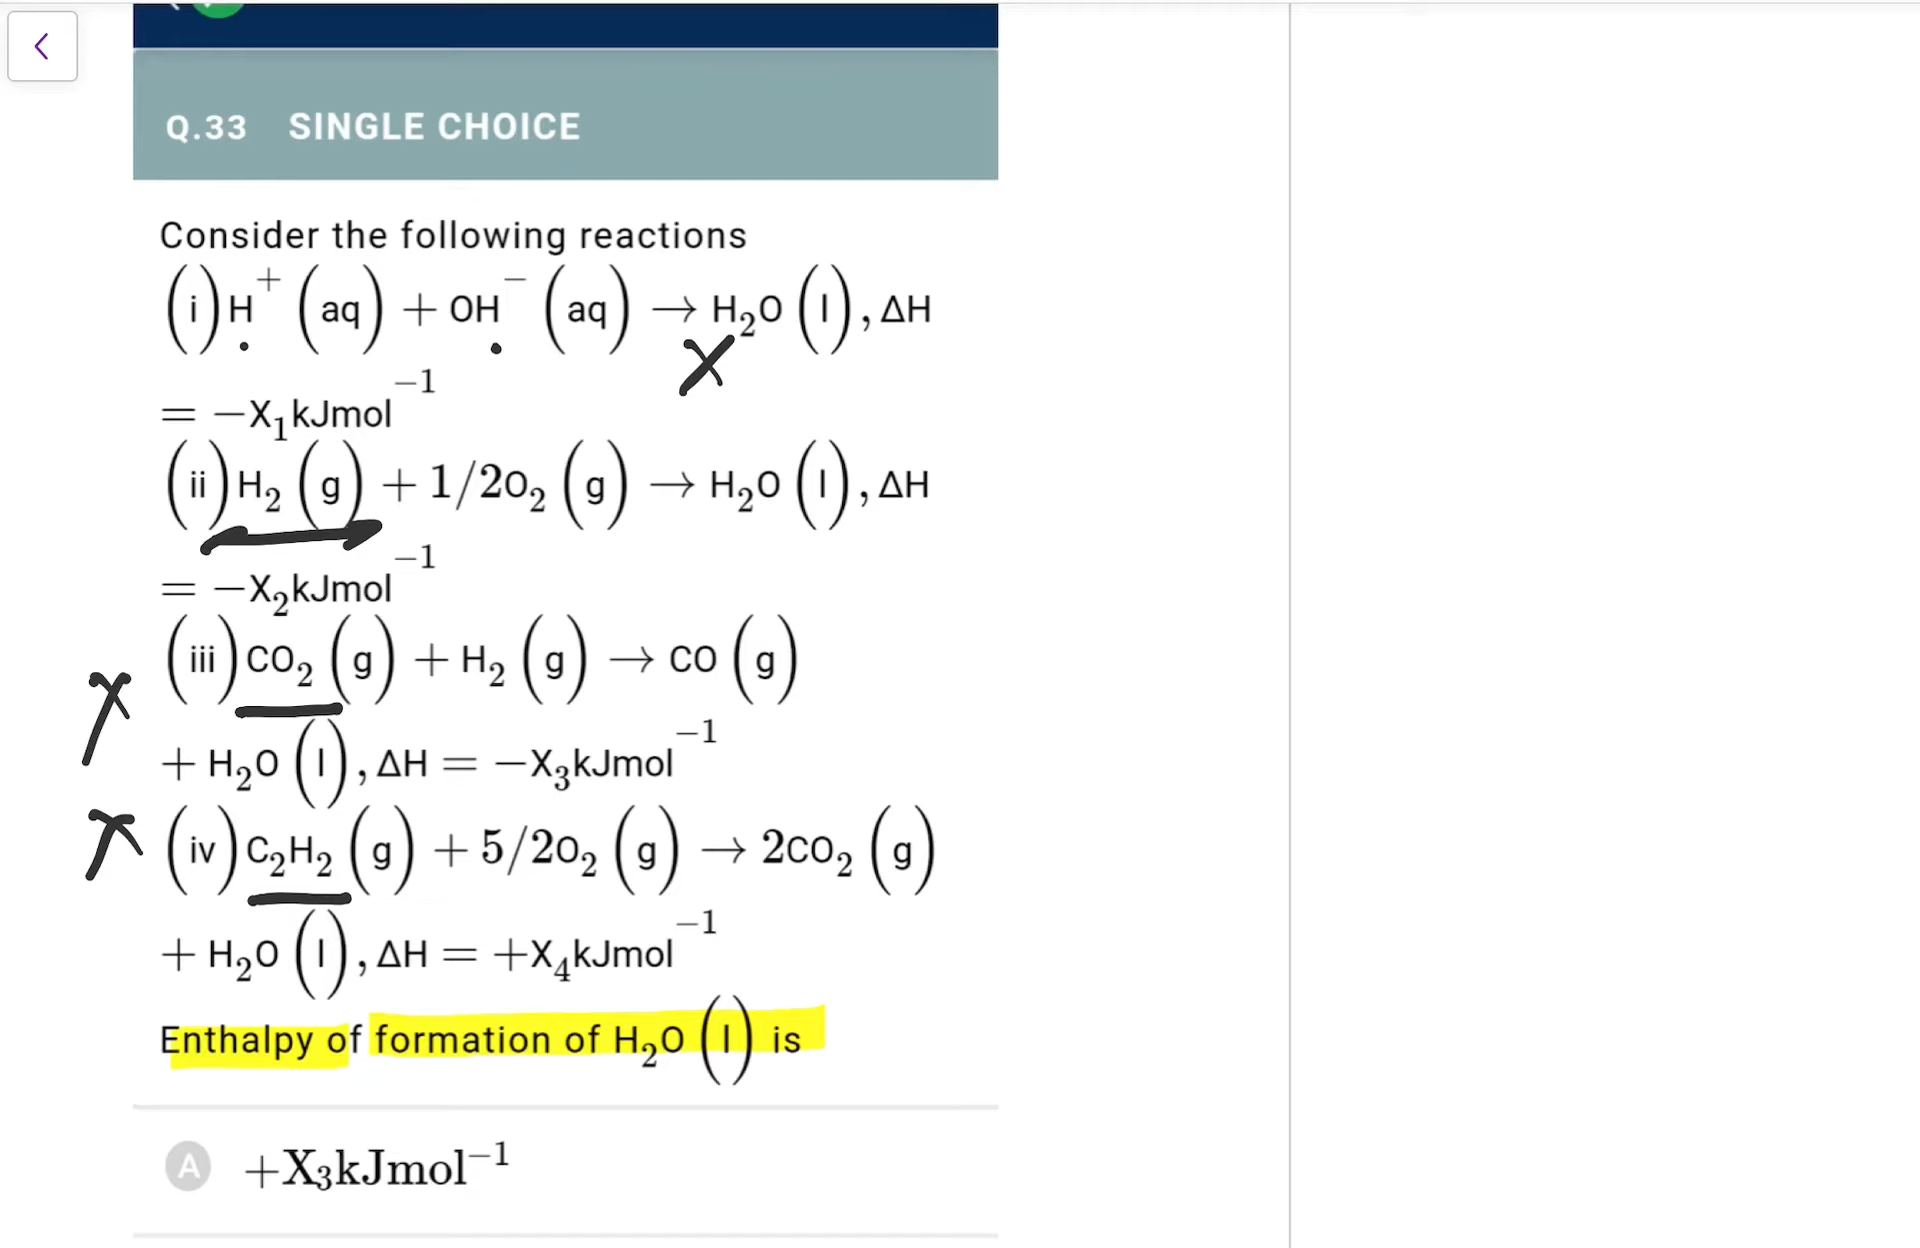 Q.33 SINGLE CHOICE
Consider the following reactions
(i) H⁺ (aq) + OH⁻ (aq) → H₂O (l), ΔH
= −X₁kJmol⁻¹
(ii) H₂ (g) + 1/2O₂ (g) → H₂O (l), ΔH
= −X₂kJmol⁻¹
(iii) CO₂ (g) + H₂ (g) → CO (g)
+ H₂O (l), ΔH = −X₃kJmol⁻¹
(iv) C₂H₂ (g) + 5/2O₂ (g) → 2CO₂ (g)
+ H₂O (l), ΔH = +X₄kJmol⁻¹
Enthalpy of formation of H₂O (l) is
A +X₃kJmol⁻¹